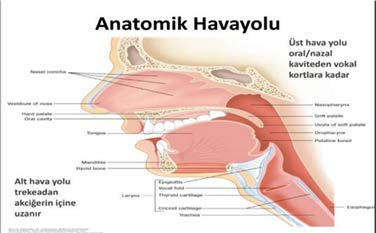 Anatomik Havayolu
Üst hava yolu
oral/nazal
kaviteden vokal
kortlara kadar
Nasal concha
Vestibule of nose
Hard palate
Oral cavity
Tongue
Mandible
Hyoid bone
Larynx
Epiglottis
Vocal fold
Thyroid cartilage
Cricoid cartilage
Trachea
Nasopharynx
Soft palate
Uvula of soft palate
Oropharynx
Palatine tonsil
Esophagus
Alt hava yolu
trekeadan
akciğerin içine
uzanır